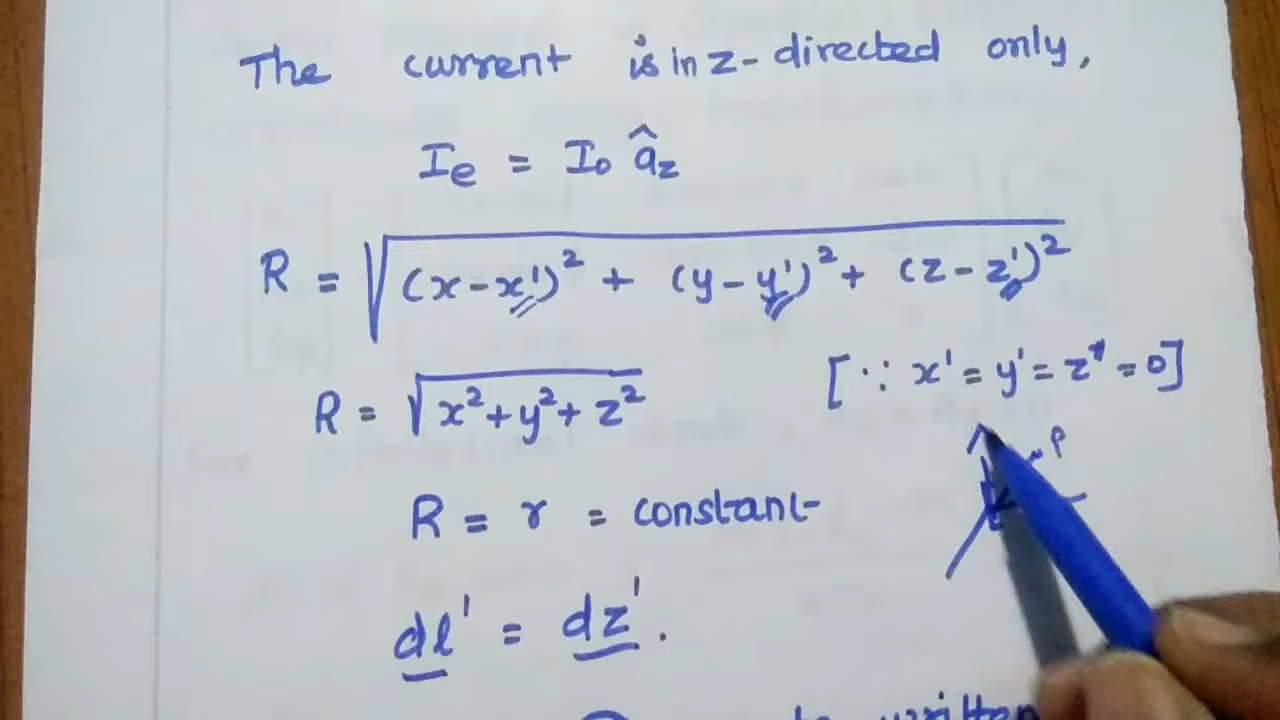 The current is in z-directed only,
Ie = I0 âz
R = √(x-x')² + (y-y')² + (z-z')²
R = √x²+y²+z² [∵ x' = y' = z' = 0]
P
R = r = constant
dl' = dz'.
written